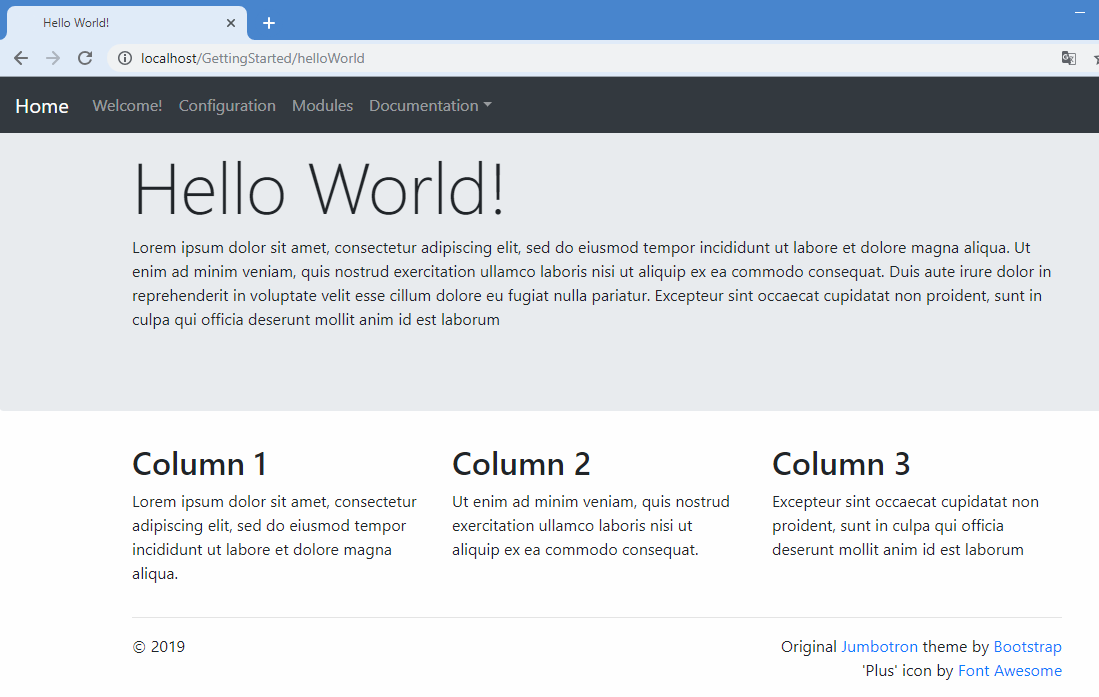 Hello World!
localhost/GettingStarted/helloWorld
Home Welcome! Configuration Modules Documentation
Hello World!
Lorem ipsum dolor sit amet, consectetur adipiscing elit, sed do eiusmod tempor incididunt ut labore et dolore magna aliqua. Ut
enim ad minim veniam, quis nostrud exercitation ullamco laboris nisi ut aliquip ex ea commodo consequat. Duis aute irure dolor in
reprehenderit in voluptate velit esse cillum dolore eu fugiat nulla pariatur. Excepteur sint occaecat cupidatat non proident, sunt in
culpa qui officia deserunt mollit anim id est laborum
Column 1
Lorem ipsum dolor sit amet, consectetur
adipiscing elit, sed do eiusmod tempor
incididunt ut labore et dolore magna
aliqua.
Column 2
Ut enim ad minim veniam, quis nostrud
exercitation ullamco laboris nisi ut
aliquip ex ea commodo consequat.
Column 3
Excepteur sint occaecat cupidatat non
proident, sunt in culpa qui officia
deserunt mollit anim id est laborum
© 2019
Original Jumbotron theme by Bootstrap
'Plus' icon by Font Awesome